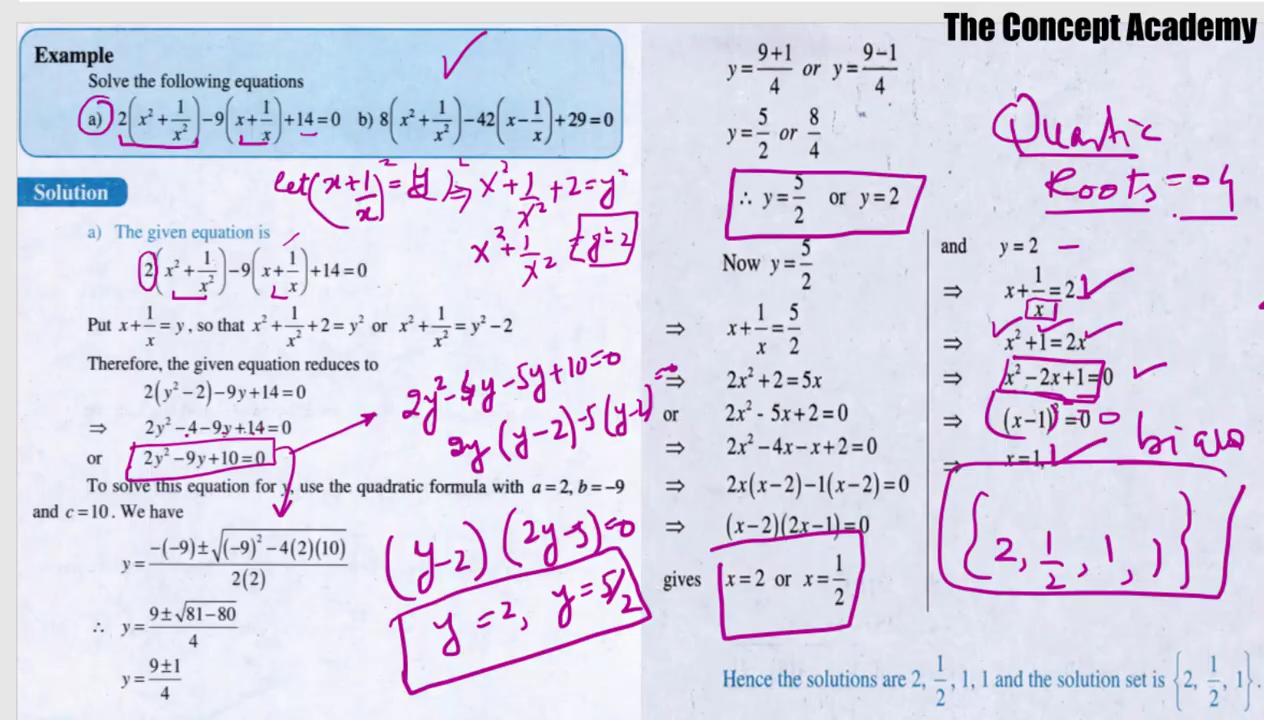 The Concept Academy
Example
Solve the following equations
a) 2(x² + 1/x²) −9(x + 1/x) +14 = 0 b) 8(x² + 1/x²) −42(x − 1/x) +29 = 0
Solution
let (x + 1/x)² = (y)² ⇒ x² + 1/x² + 2 = y²
x² + 1/x² = y² − 2
a) The given equation is
2(x² + 1/x²) −9(x + 1/x) +14 = 0
Put x + 1/x = y, so that x² + 1/x² + 2 = y² or x² + 1/x² = y² − 2
Therefore, the given equation reduces to
2(y² − 2) − 9y + 14 = 0
⇒ 2y² − 4 − 9y + 14 = 0
or 2y² − 9y + 10 = 0
2y² − 4y − 5y + 10 = 0
2y (y − 2) − 5 (y − 2) = 0
(y − 2) (2y − 5) = 0
y = 2, y = 5/2
To solve this equation for y, use the quadratic formula with a = 2, b = −9
and c = 10. We have
y = −(−9) ± √((−9)² − 4(2)(10)) / 2(2)
∴ y = 9 ± √(81 − 80) / 4
y = 9 ± 1 / 4
y = 9+1 / 4 or y = 9−1 / 4
y = 5/2 or 8/4
∴ y = 5/2 or y = 2
Now y = 5/2
⇒ x + 1/x = 5/2
⇒ 2x² + 2 = 5x
or 2x² - 5x + 2 = 0
⇒ 2x² − 4x − x + 2 = 0
⇒ 2x(x − 2) − 1(x − 2) = 0
⇒ (x − 2)(2x − 1) = 0
gives x = 2 or x = 1/2
Roots = 04
and y = 2
⇒ x + 1/x = 2
⇒ x² + 1 = 2x
⇒ x² − 2x + 1 = 0
⇒ (x − 1)² = 0
⇒ x = 1,
{2, 1/2, 1, 1}
Hence the solutions are 2, 1/2, 1, 1 and the solution set is {2, 1/2, 1}.